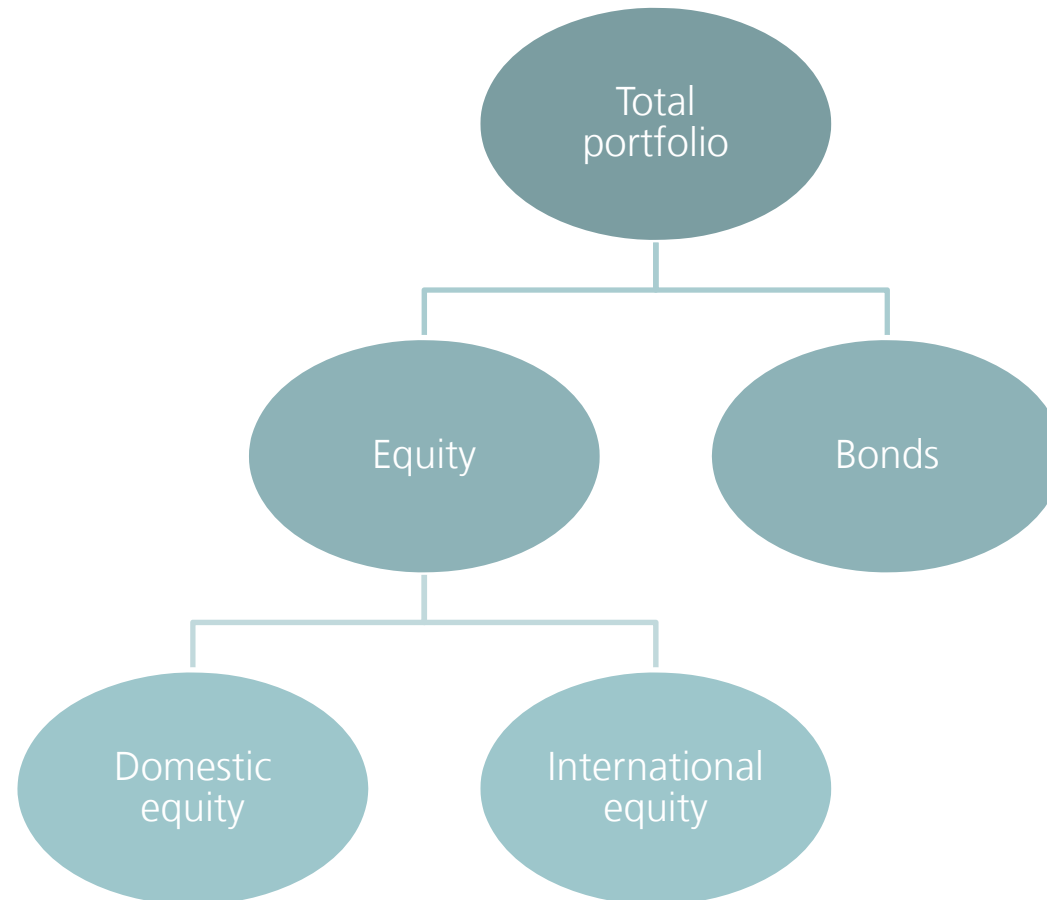 Total
portfolio
Equity
Bonds
Domestic
equity
International
equity